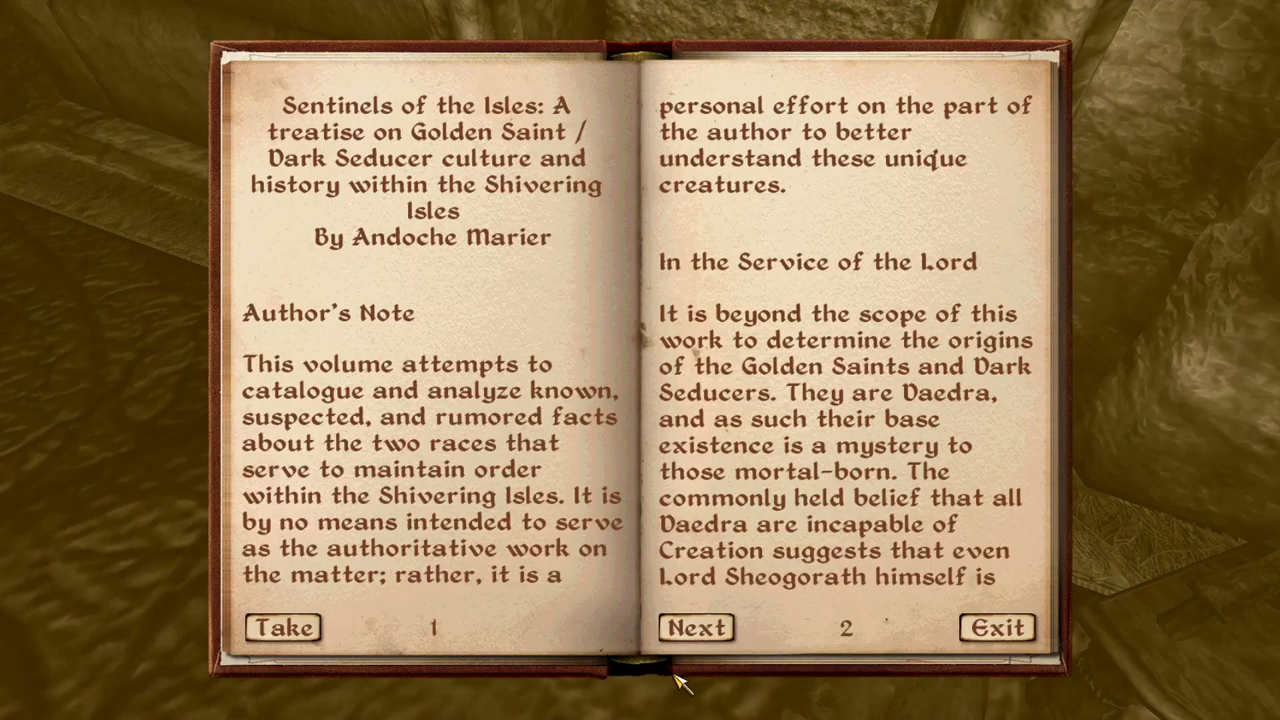 Sentinels of the Isles: A
treatise on Golden Saint /
Dark Seducer culture and
history within the Shivering
Isles
By Andoche Marier
Author's Note
This volume attempts to
catalogue and analyze known,
suspected, and rumored facts
about the two races that
serve to maintain order
within the Shivering Isles. It is
by no means intended to serve
as the authoritative work on
the matter; rather, it is a
Take
1
personal effort on the part of
the author to better
understand these unique
creatures.
In the Service of the Lord
It is beyond the scope of this
work to determine the origins
of the Golden Saints and Dark
Seducers. They are Daedra,
and as such their base
existence is a mystery to
those mortal-born. The
commonly held belief that all
Daedra are incapable of
Creation suggests that even
Lord Sheogorath himself is
Next
2
Exit